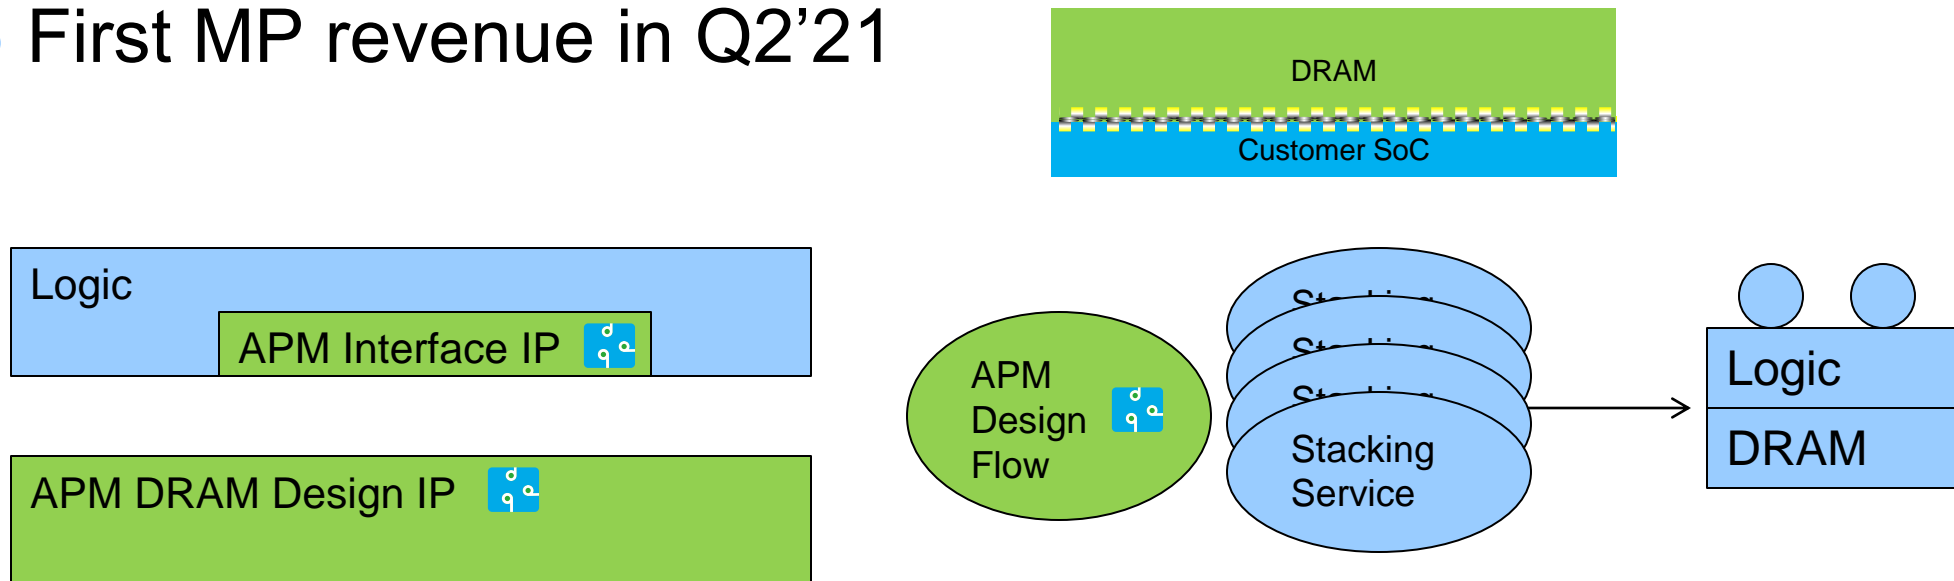 First MP revenue in Q2’21
DRAM
Customer SoC
Logic
APM Interface IP
APM DRAM Design IP
APM
Design
Flow
Stacking
Service
Logic
DRAM